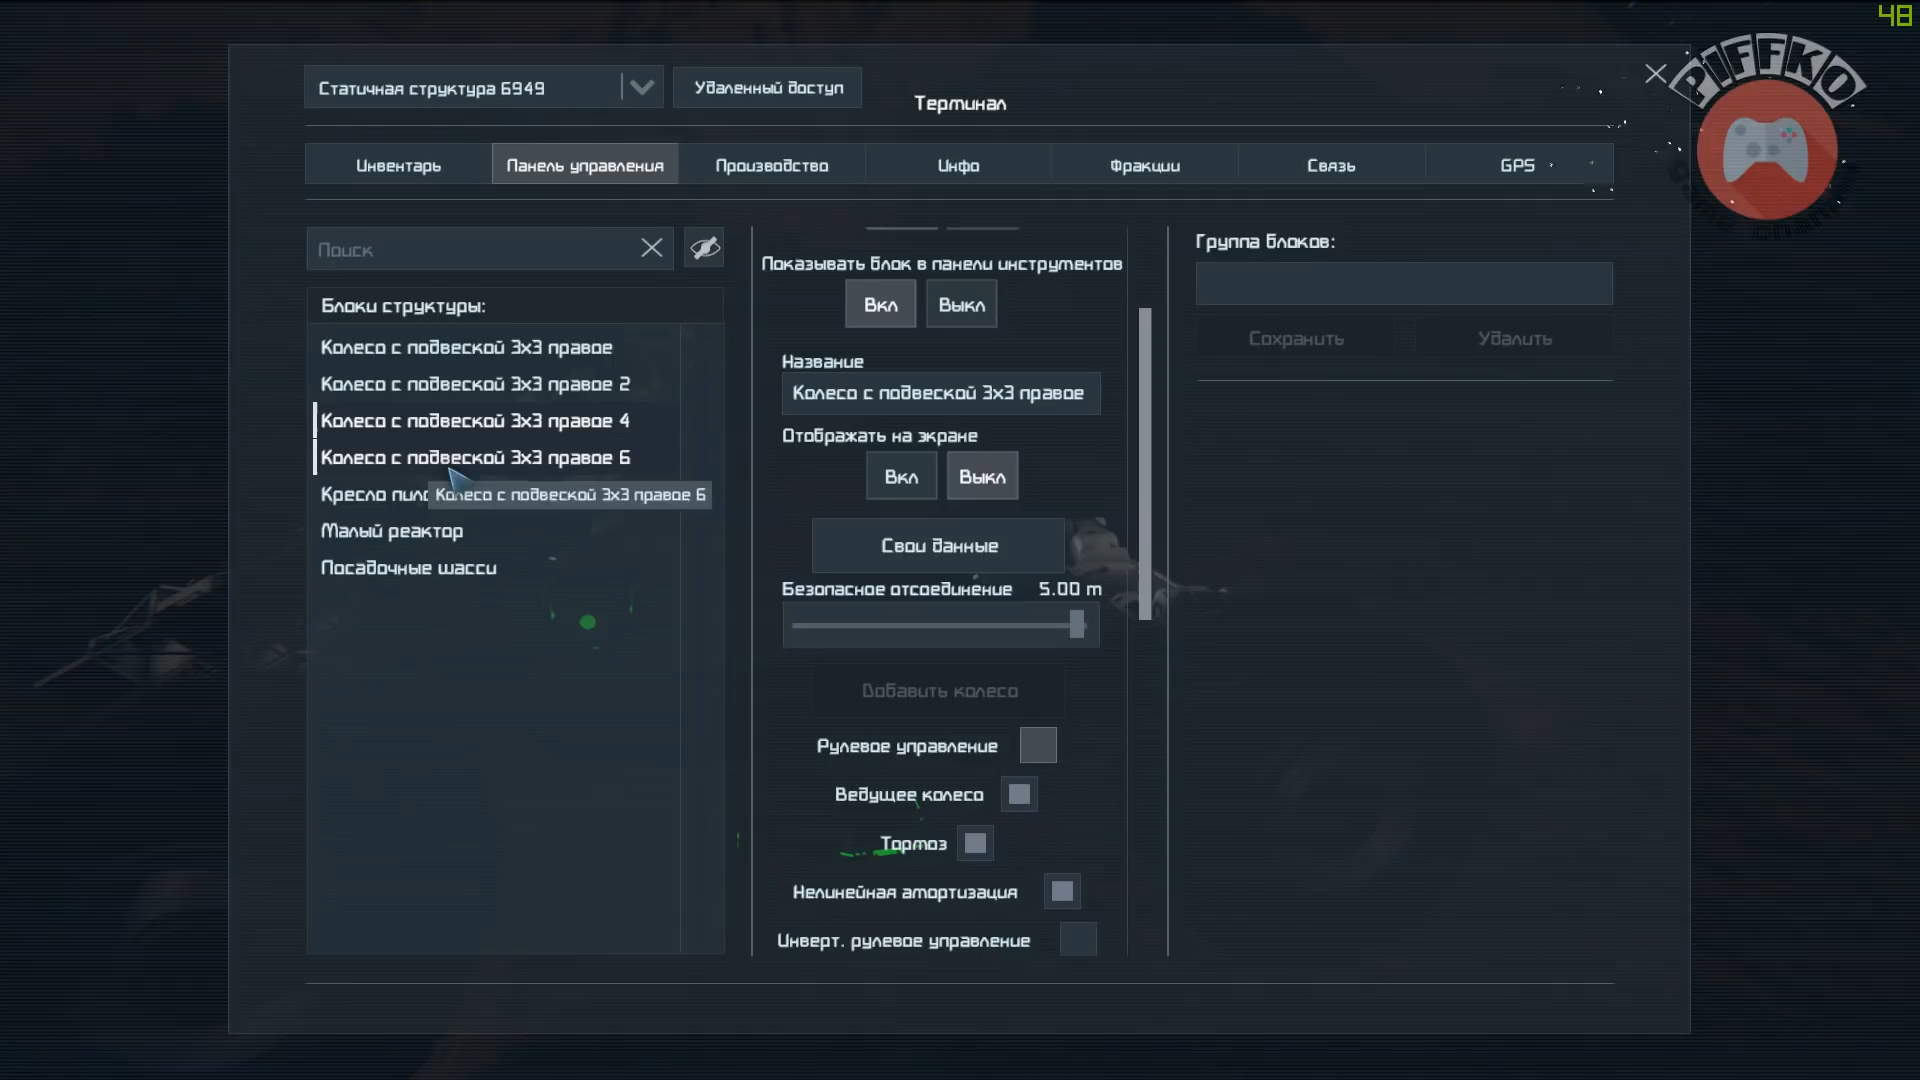 48
PIFFKO
Статичная структура 6949
Удаленный доступ
Терминал
Инвентарь
Панель управления
Производство
Инфо
Фракции
Связь
GPS
Поиск
Блоки структуры:
Колесо с подвеской 3x3 правое
Колесо с подвеской 3x3 правое 2
Колесо с подвеской 3x3 правое 4
Колесо с подвеской 3x3 правое 6
Кресло пило
Колесо с подвеской 3x3 правое 6
Малый реактор
Посадочные шасси
Показывать блок в панели инструментов
Вкл
Выкл
Название
Колесо с подвеской 3x3 правое
Отображать на экране
Вкл
Выкл
Свои данные
Безопасное отсоединение 5.00 m
Добавить колесо
Рулевое управление
Ведущее колесо
Тормоз
Нелинейная амортизация
Инверт. рулевое управление
Группа блоков:
Сохранить
Удалить